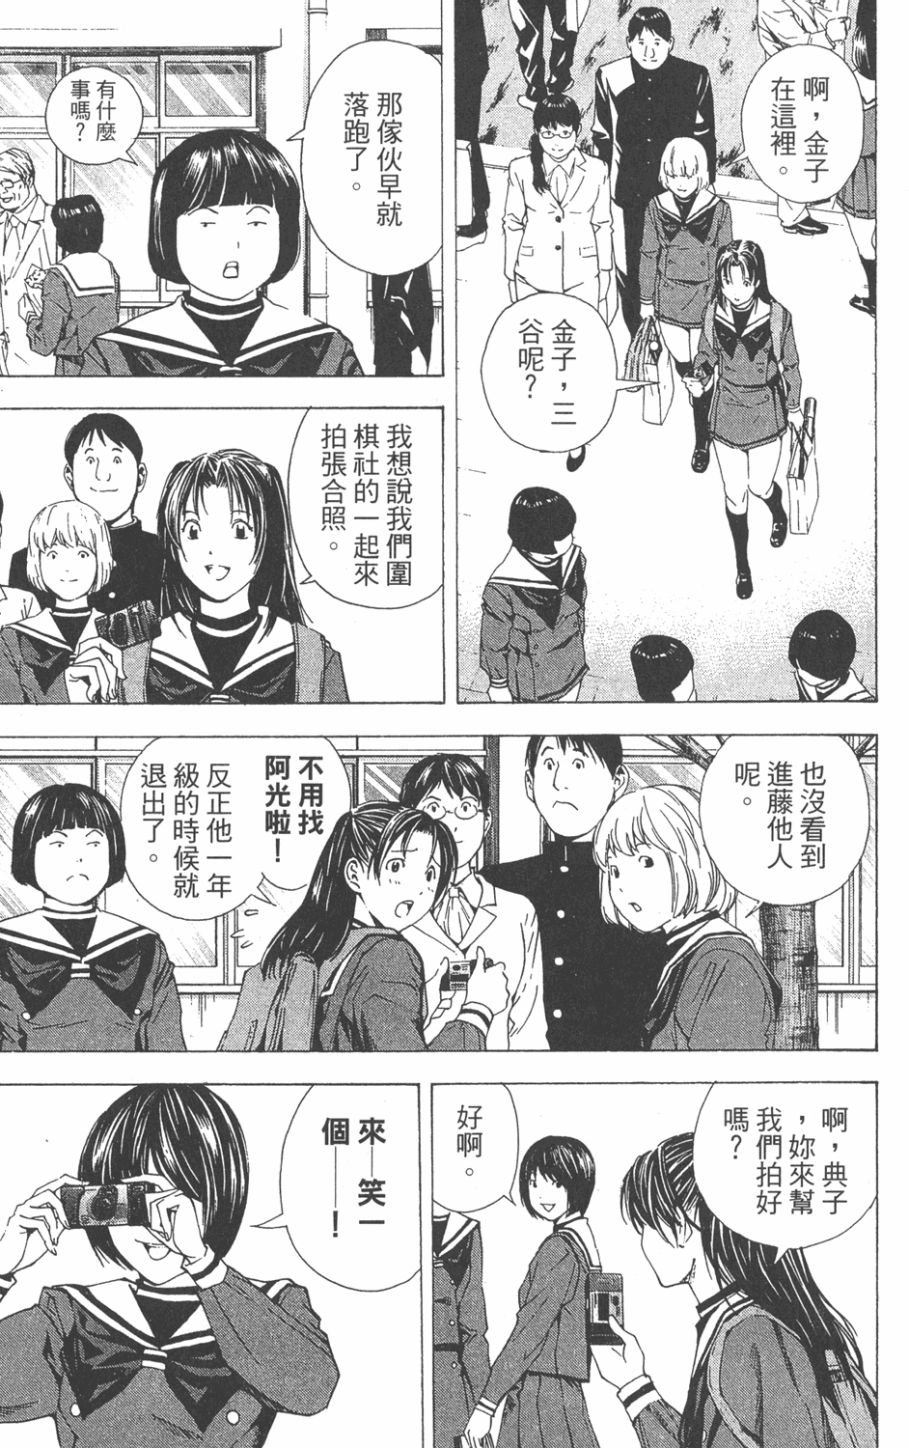 啊，金子
在這裡。
金子，三
谷呢？
那傢伙早就
落跑了。
有什麼
事嗎？
我想說我們圍
棋社的一起來
拍張合照。
也沒看到
進藤他人
呢。
不用找
阿光啦！
反正他一年
級的時候就
退出了。
啊，典子
，妳來幫
我們拍好
嗎？
好啊。
來—笑一
個——！